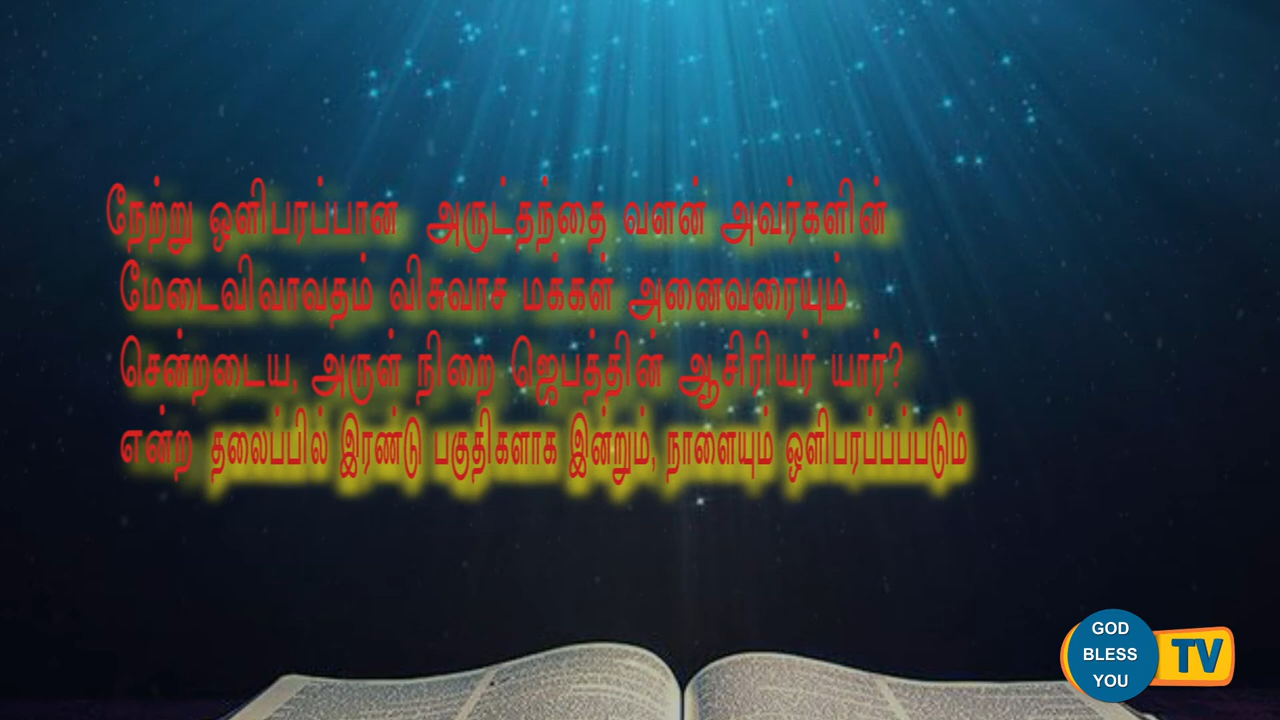 நேற்று ஒளிபரப்பான அருட்தந்தை வளன் அவர்களின்
மேடைவிவாவதம் விசுவாச மக்கள் அனைவரையும்
சென்றடைய, அருள் நிறை ஜெபத்தின் ஆசிரியர் யார்?
என்ற தலைப்பில் இரண்டு பகுதிகளாக இன்றும், நாளையும் ஒளிபரப்பப்படும்
GOD
BLESS
YOU
TV